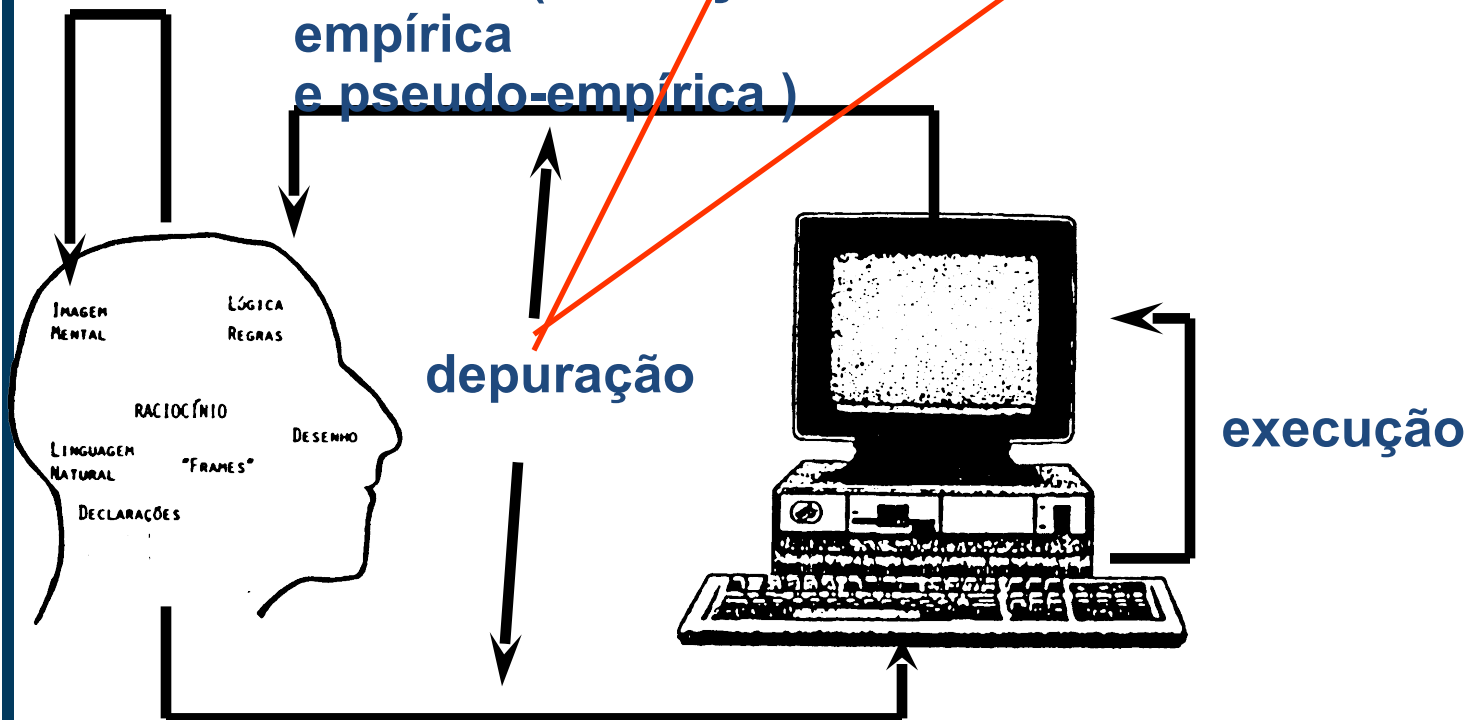 empírica
e pseudo-empírica )
IMAGEM
MENTAL
LÓGICA
REGRAS
depuração
RACIOCÍNIO
DESENHO
execução
LINGUAGEM
NATURAL
"FRAMES"
DECLARAÇÕES